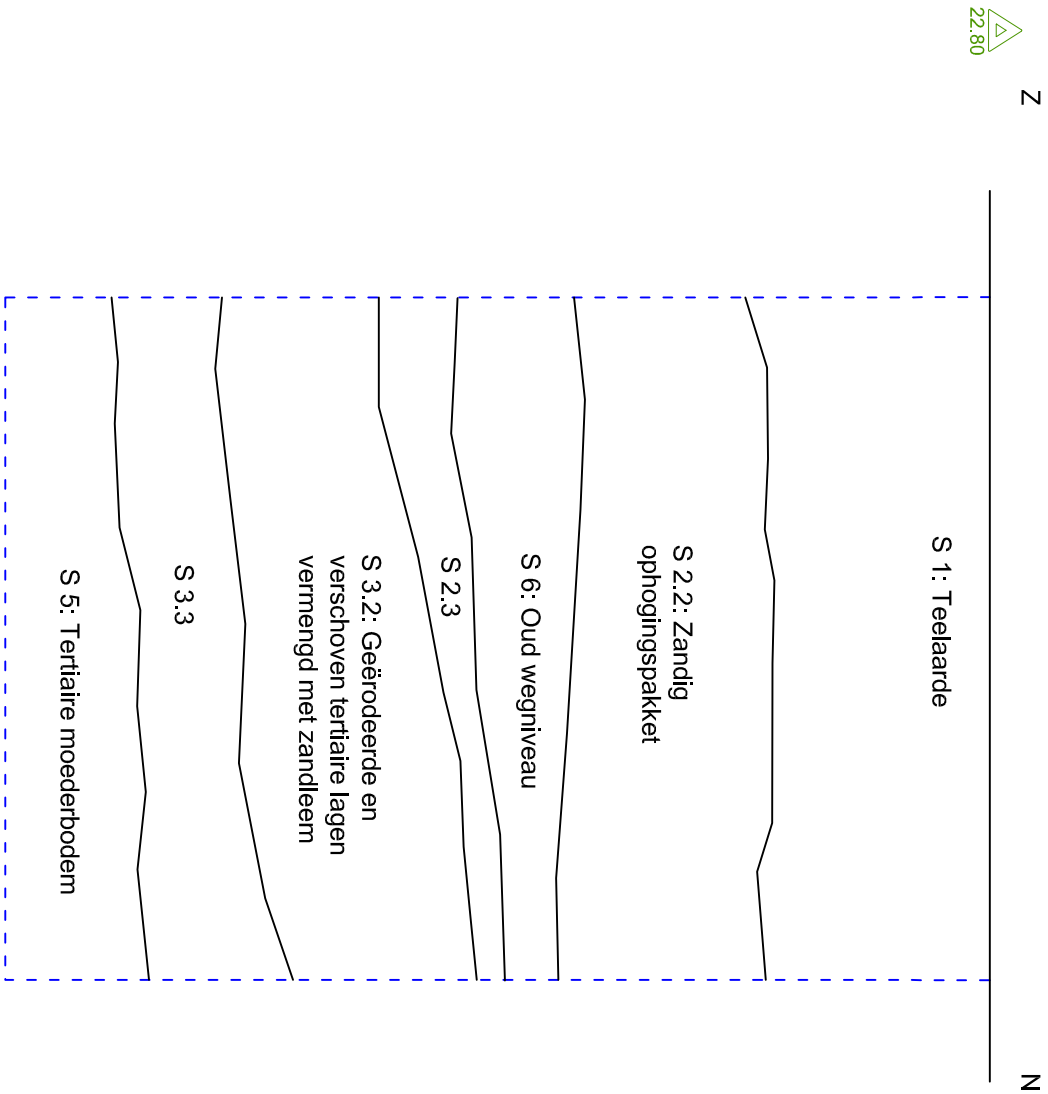 Z
N
22.80
S 1: Teelaarde
S 2.2: Zandig
ophogingspakket
S 6: Oud wegniveau
S 2.3
S 3.2: Geërodeerde en
verschoven tertiaire lagen
vermengd met zandleem
S 3.3
S 5: Tertiaire moederbodem